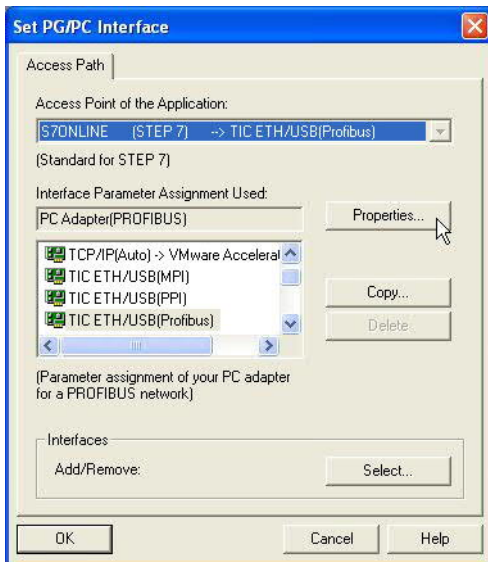 Set PG/PC Interface
Access Path
Access Point of the Application:
S7ONLINE (STEP 7) --> TIC ETH/USB(Profibus)
(Standard for STEP 7)
Interface Parameter Assignment Used:
PC Adapter(PROFIBUS)
Properties...
TCP/IP(Auto) -> VMware Accelerat
TIC ETH/USB(MPI)
TIC ETH/USB(PPI)
TIC ETH/USB(Profibus)
Copy...
Delete
(Parameter assignment of your PC adapter
for a PROFIBUS network)
Interfaces
Add/Remove:
Select...
OK
Cancel
Help